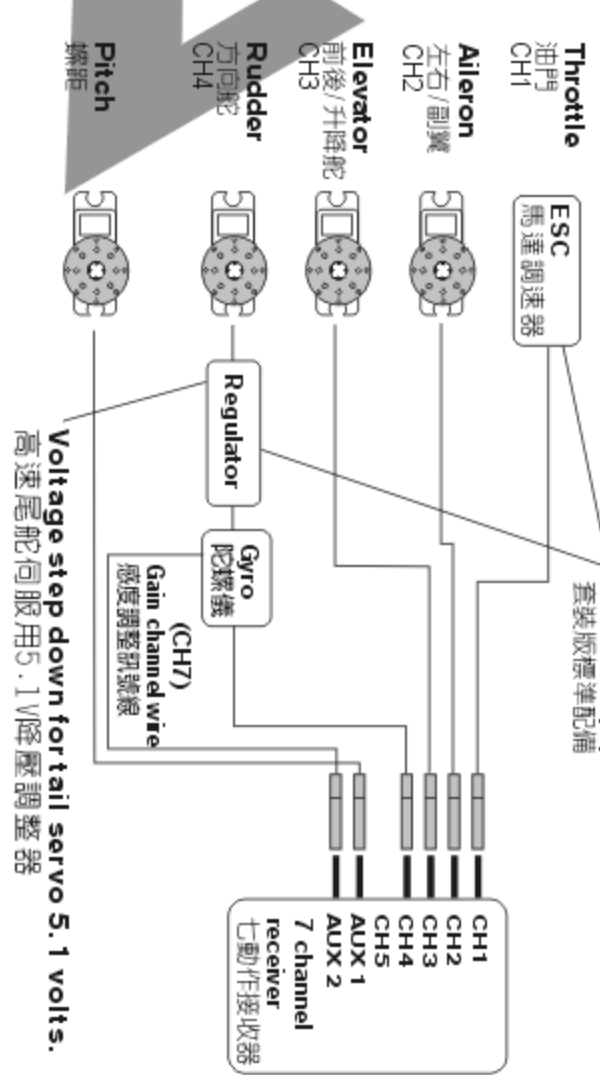 Throttle
油門
CH1
Aileron
左右/副翼
CH2
Elevator
前後/升降舵
CH3
Rudder
方向舵
CH4
Pitch
螺距
ESC
馬達調速器
Regulator
Gyro
陀螺儀
(CH7)
Gain channel wire
感度調整訊號線
套裝版標準配備
Voltage step down for tail servo 5.1 volts.
高速尾舵伺服用5.1V降壓調整器
CH1
CH2
CH3
CH4
CH5
AUX 1
AUX 2
7 channel
receiver
七動作接收器